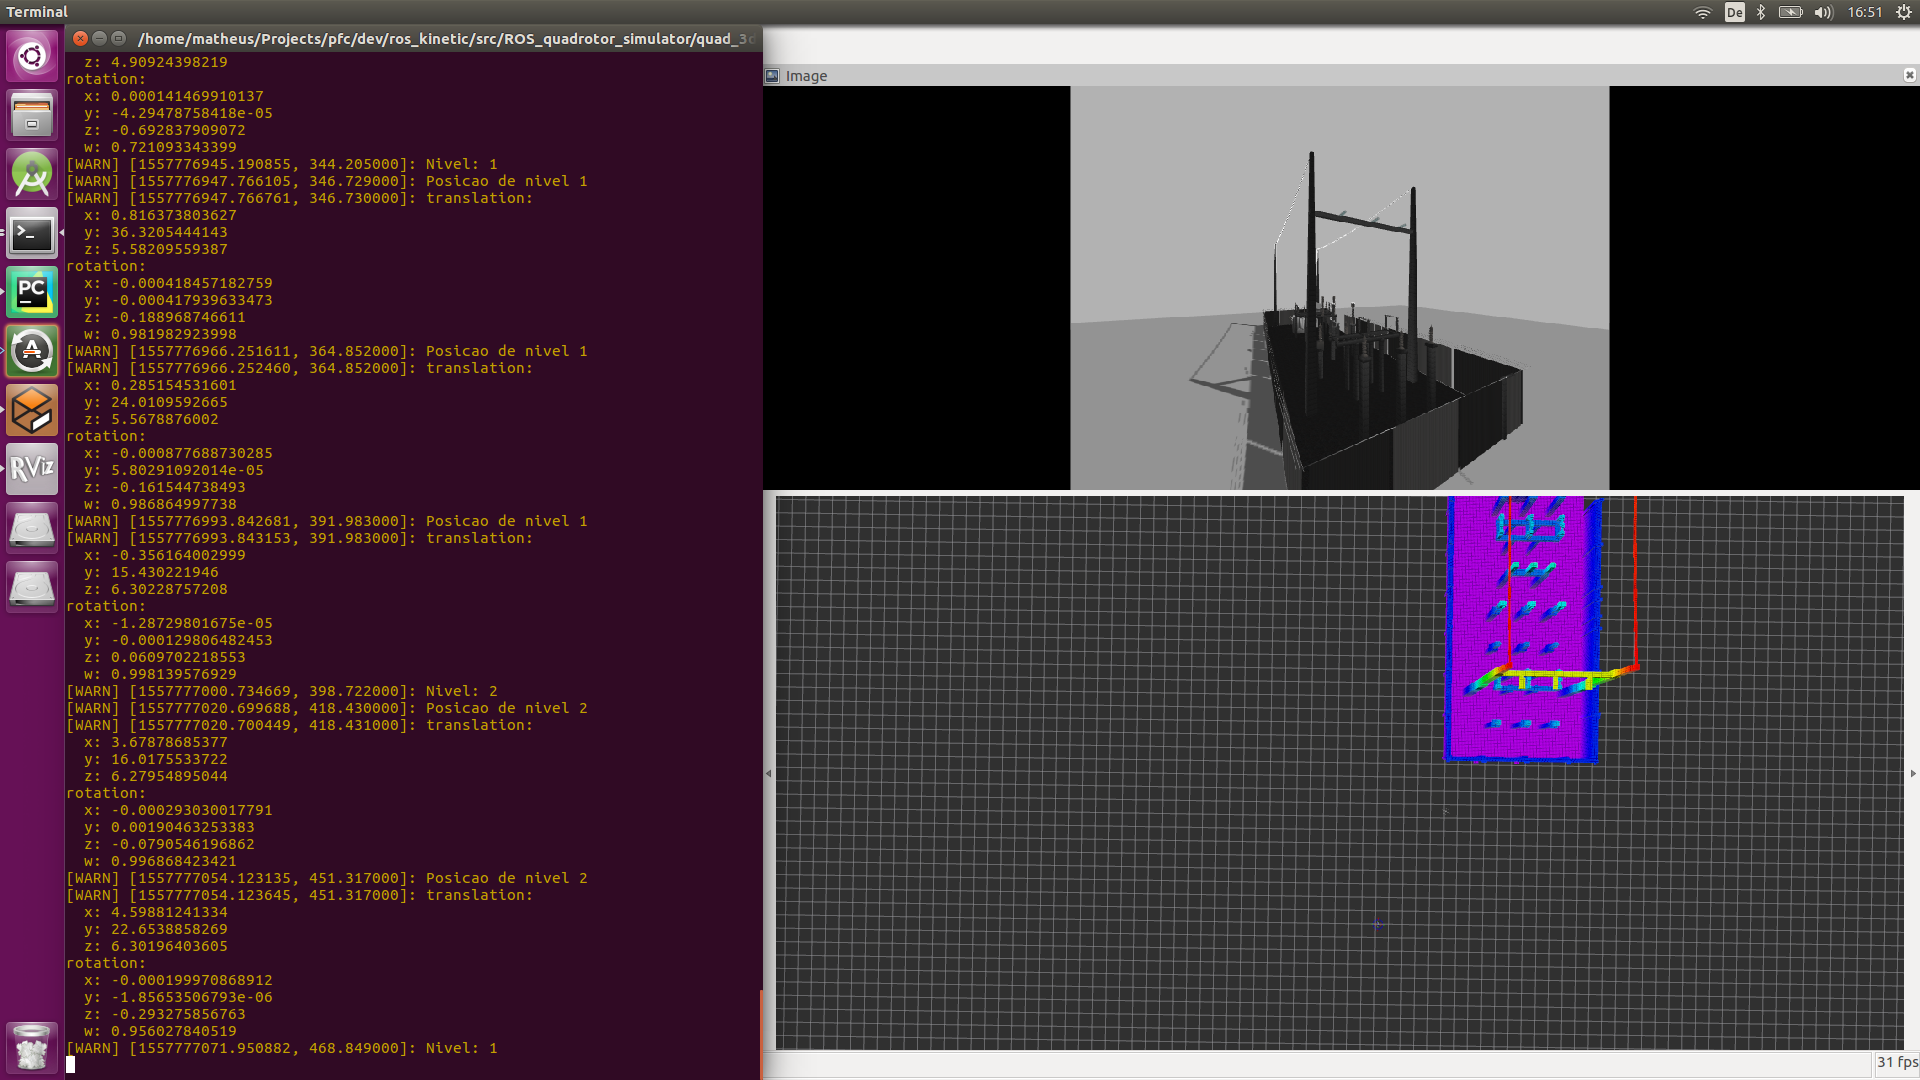 Terminal
De
16:51
/home/matheus/Projects/pfc/dev/ros_kinetic/src/ROS_quadrotor_simulator/quad_3d
z: 4.90924398219
rotation:
x: 0.000141469910137
y: -4.29478758418e-05
z: -0.692837909072
w: 0.721093343399
[WARN] [1557776945.190855, 344.205000]: Nivel: 1
[WARN] [1557776947.766105, 346.729000]: Posicao de nivel 1
[WARN] [1557776947.766761, 346.730000]: translation:
x: 0.816373803627
y: 36.3205444143
z: 5.58209559387
rotation:
x: -0.000418457182759
y: -0.000417939633473
z: -0.188968746611
w: 0.981982923998
[WARN] [1557776966.251611, 364.852000]: Posicao de nivel 1
[WARN] [1557776966.252460, 364.852000]: translation:
x: 0.285154531601
y: 24.0109592665
z: 5.5678876002
rotation:
x: -0.000877688730285
y: 5.80291092014e-05
z: -0.161544738493
w: 0.986864997738
[WARN] [1557776993.842681, 391.983000]: Posicao de nivel 1
[WARN] [1557776993.843153, 391.983000]: translation:
x: -0.356164002999
y: 15.430221946
z: 6.30228757208
rotation:
x: -1.28729801675e-05
y: -0.000129806482453
z: 0.0609702218553
w: 0.998139576929
[WARN] [1557777000.734669, 398.722000]: Nivel: 2
[WARN] [1557777020.699688, 418.430000]: Posicao de nivel 2
[WARN] [1557777020.700449, 418.431000]: translation:
x: 3.67878685377
y: 16.0175533722
z: 6.27954895044
rotation:
x: -0.000293030017791
y: 0.00190463253383
z: -0.0790546196862
w: 0.996868423421
[WARN] [1557777054.123135, 451.317000]: Posicao de nivel 2
[WARN] [1557777054.123645, 451.317000]: translation:
x: 4.59881241334
y: 22.6538858269
z: 6.30196403605
rotation:
x: -0.000199970868912
y: -1.85653506793e-06
z: -0.293275856763
w: 0.956027840519
[WARN] [1557777071.950882, 468.849000]: Nivel: 1
PC
RViz
Image
31 fps